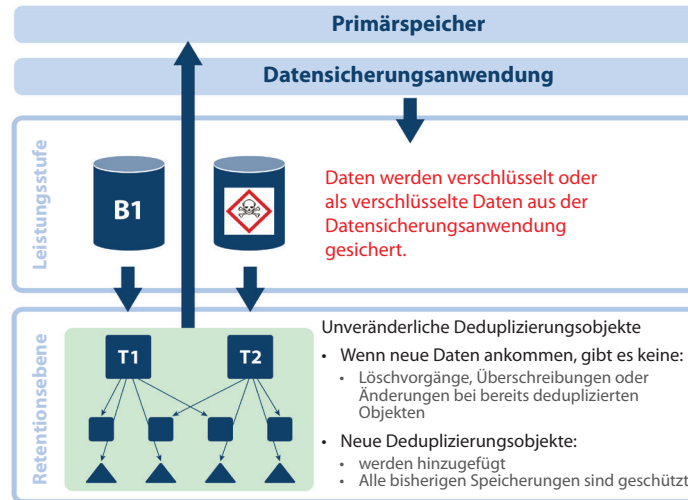 Primärspeicher
Datensicherungsanwendung
Leistungsstufe
B1
Daten werden verschlüsselt oder
als verschlüsselte Daten aus der
Datensicherungsanwendung
gesichert.
Retentionsebene
T1
T2
Unveränderliche Deduplizierungsobjekte
• Wenn neue Daten ankommen, gibt es keine:
• Löschvorgänge, Überschreibungen oder
Änderungen bei bereits deduplizierten
Objekten
• Neue Deduplizierungsobjekte:
• werden hinzugefügt
• Alle bisherigen Speicherungen sind geschützt